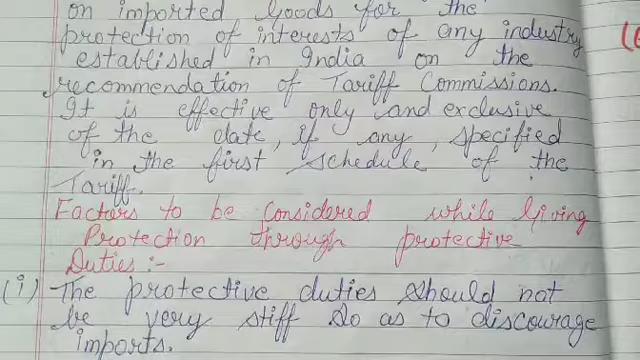 on imported Goods for the
protection of interests of any industry
established in India on the
recommendation of Tariff Commissions.
It is effective only and exclusive
of the date, if any, specified
in the first schedule of the
Tariff.
Factors to be Considered while Giving
Protection through protective
Duties :-
(i) The protective duties should not
be very stiff so as to discourage
imports.